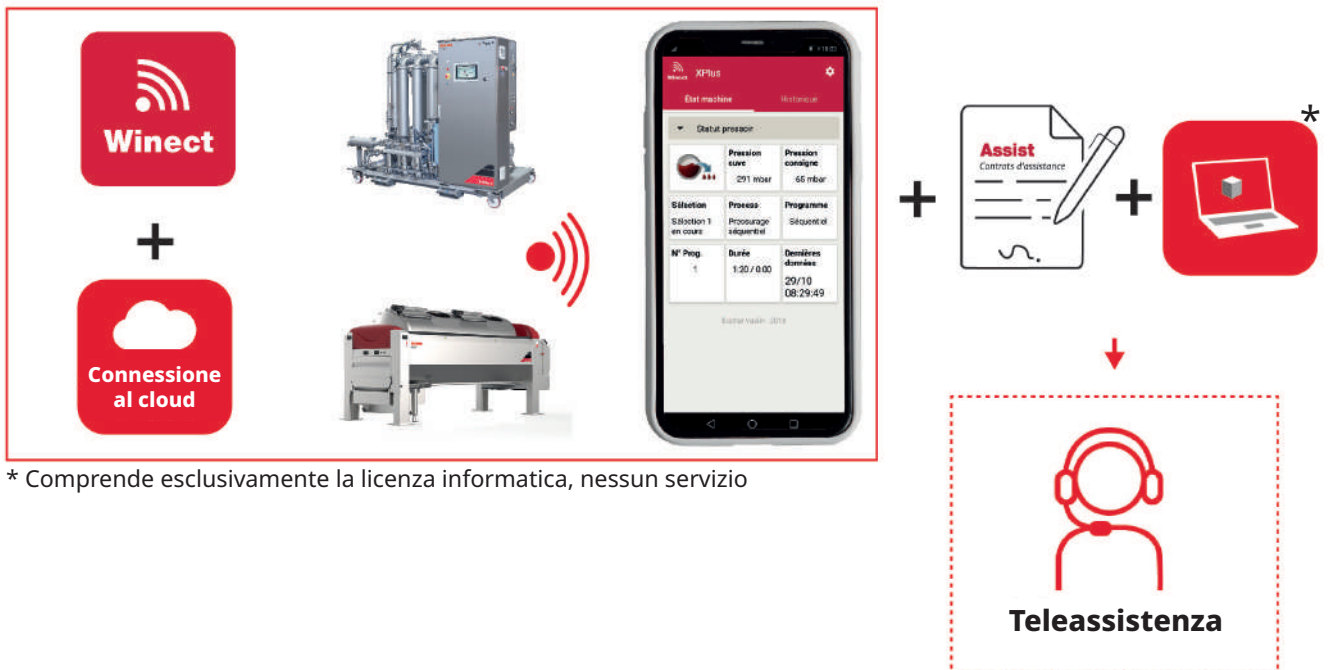 Winect
Connessione
al cloud
XPlus
État machine
Historique
Statut pressoir
Pression
cuve
291 mbar
Pression
consigne
65 mbar
Sélection
Sélection 1
en cours
Process
Pressurage
séquentiel
Programme
Séquentiel
N° Prog.
1
Durée
1:20 / 0:00
Dernières
données
29/10
08:29:49
+
+
Assist
Contrats d'assistance
+
*
* Comprende esclusivamente la licenza informatica, nessun servizio
Teleassistenza